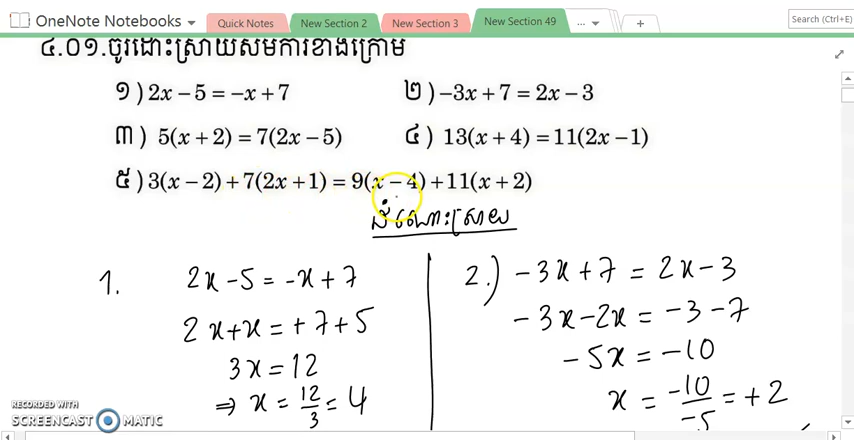 OneNote Notebooks
Quick Notes
New Section 2
New Section 3
New Section 49
...
+
Search (Ctrl+E)
៤.០១.ចូរដោះស្រាយសមការខាងក្រោម
១) 2x − 5 = −x + 7
២) −3x + 7 = 2x − 3
៣) 5(x + 2) = 7(2x − 5)
៤) 13(x + 4) = 11(2x − 1)
៥) 3(x − 2) + 7(2x + 1) = 9(x − 4) + 11(x + 2)
ដំណោះស្រាយ
1. 2x − 5 = −x + 7
2x + x = +7 + 5
3x = 12
⇒ x = 12/3 = 4
2.) −3x + 7 = 2x − 3
−3x − 2x = −3 − 7
−5x = −10
x = −10/−5 = +2
RECORDED WITH
SCREENCAST MATIC